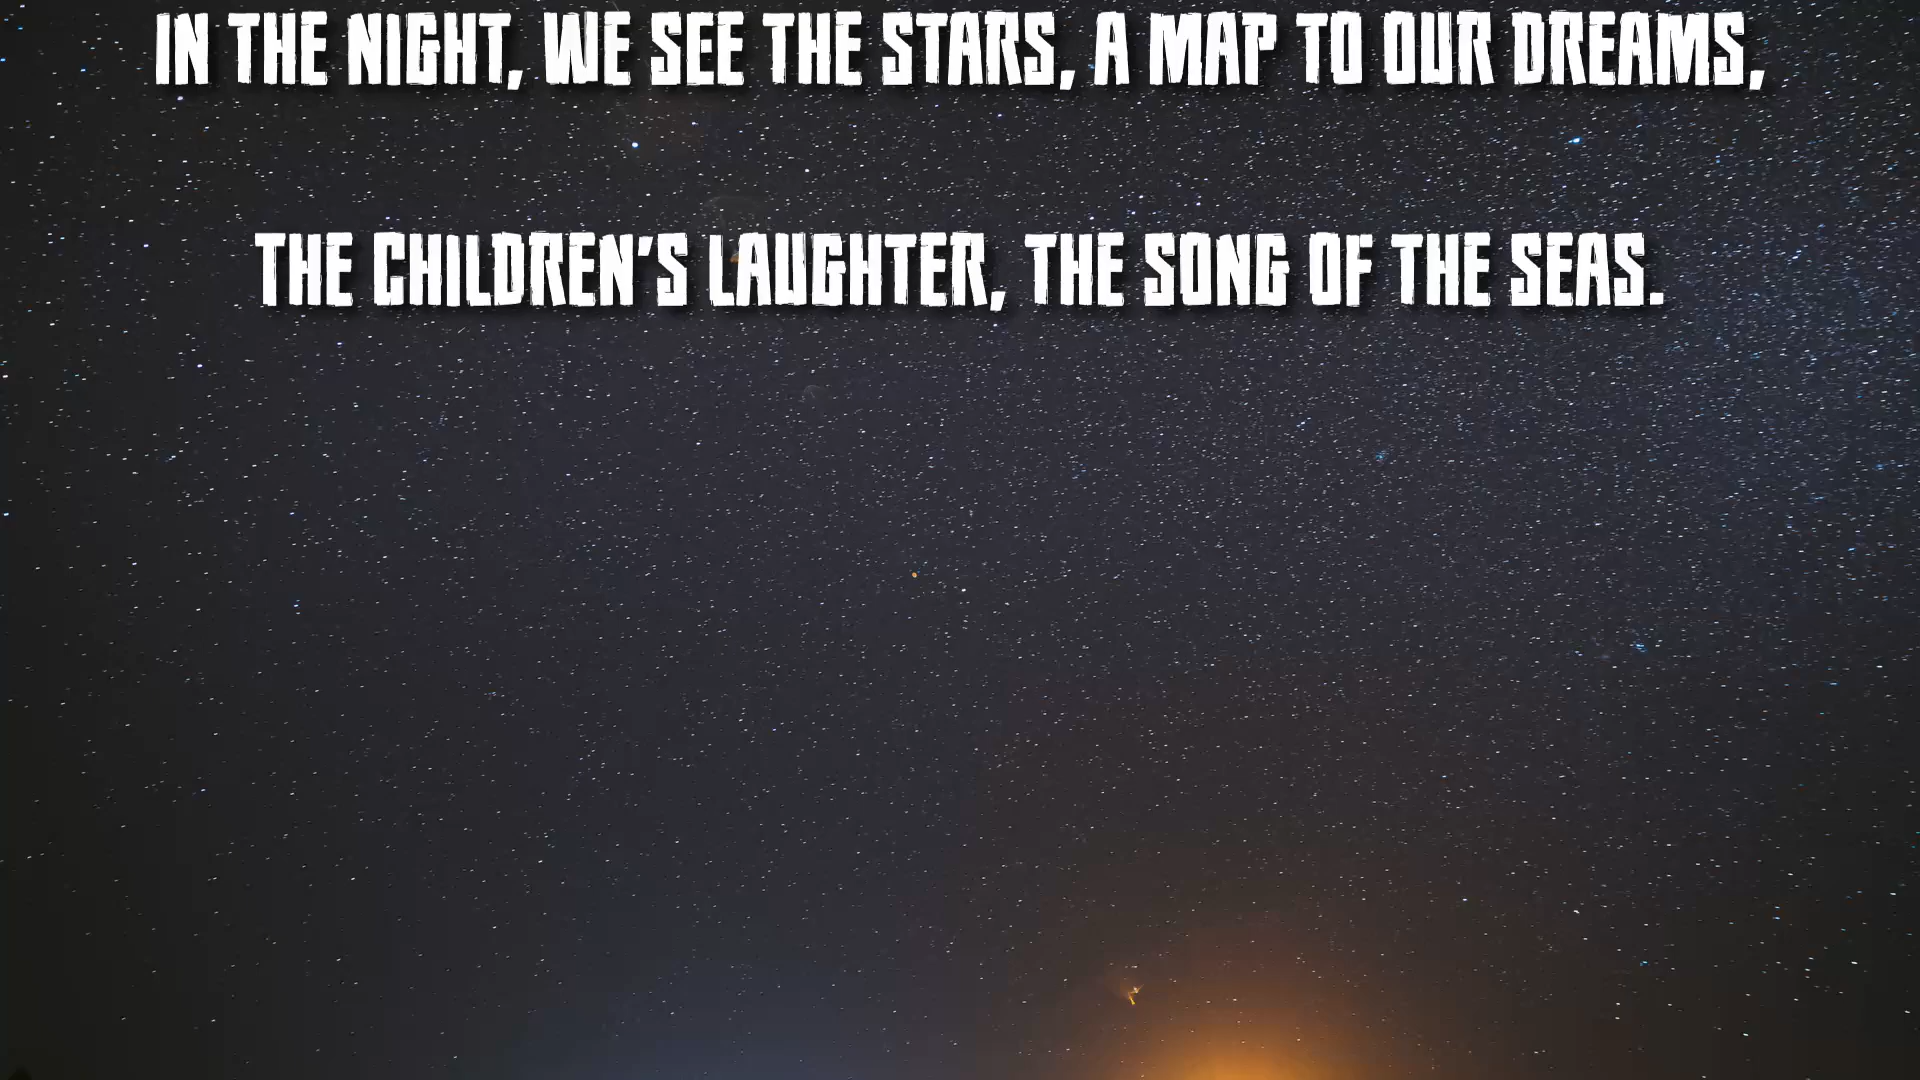 IN THE NIGHT, WE SEE THE STARS, A MAP TO OUR DREAMS,
THE CHILDREN'S LAUGHTER, THE SONG OF THE SEAS.